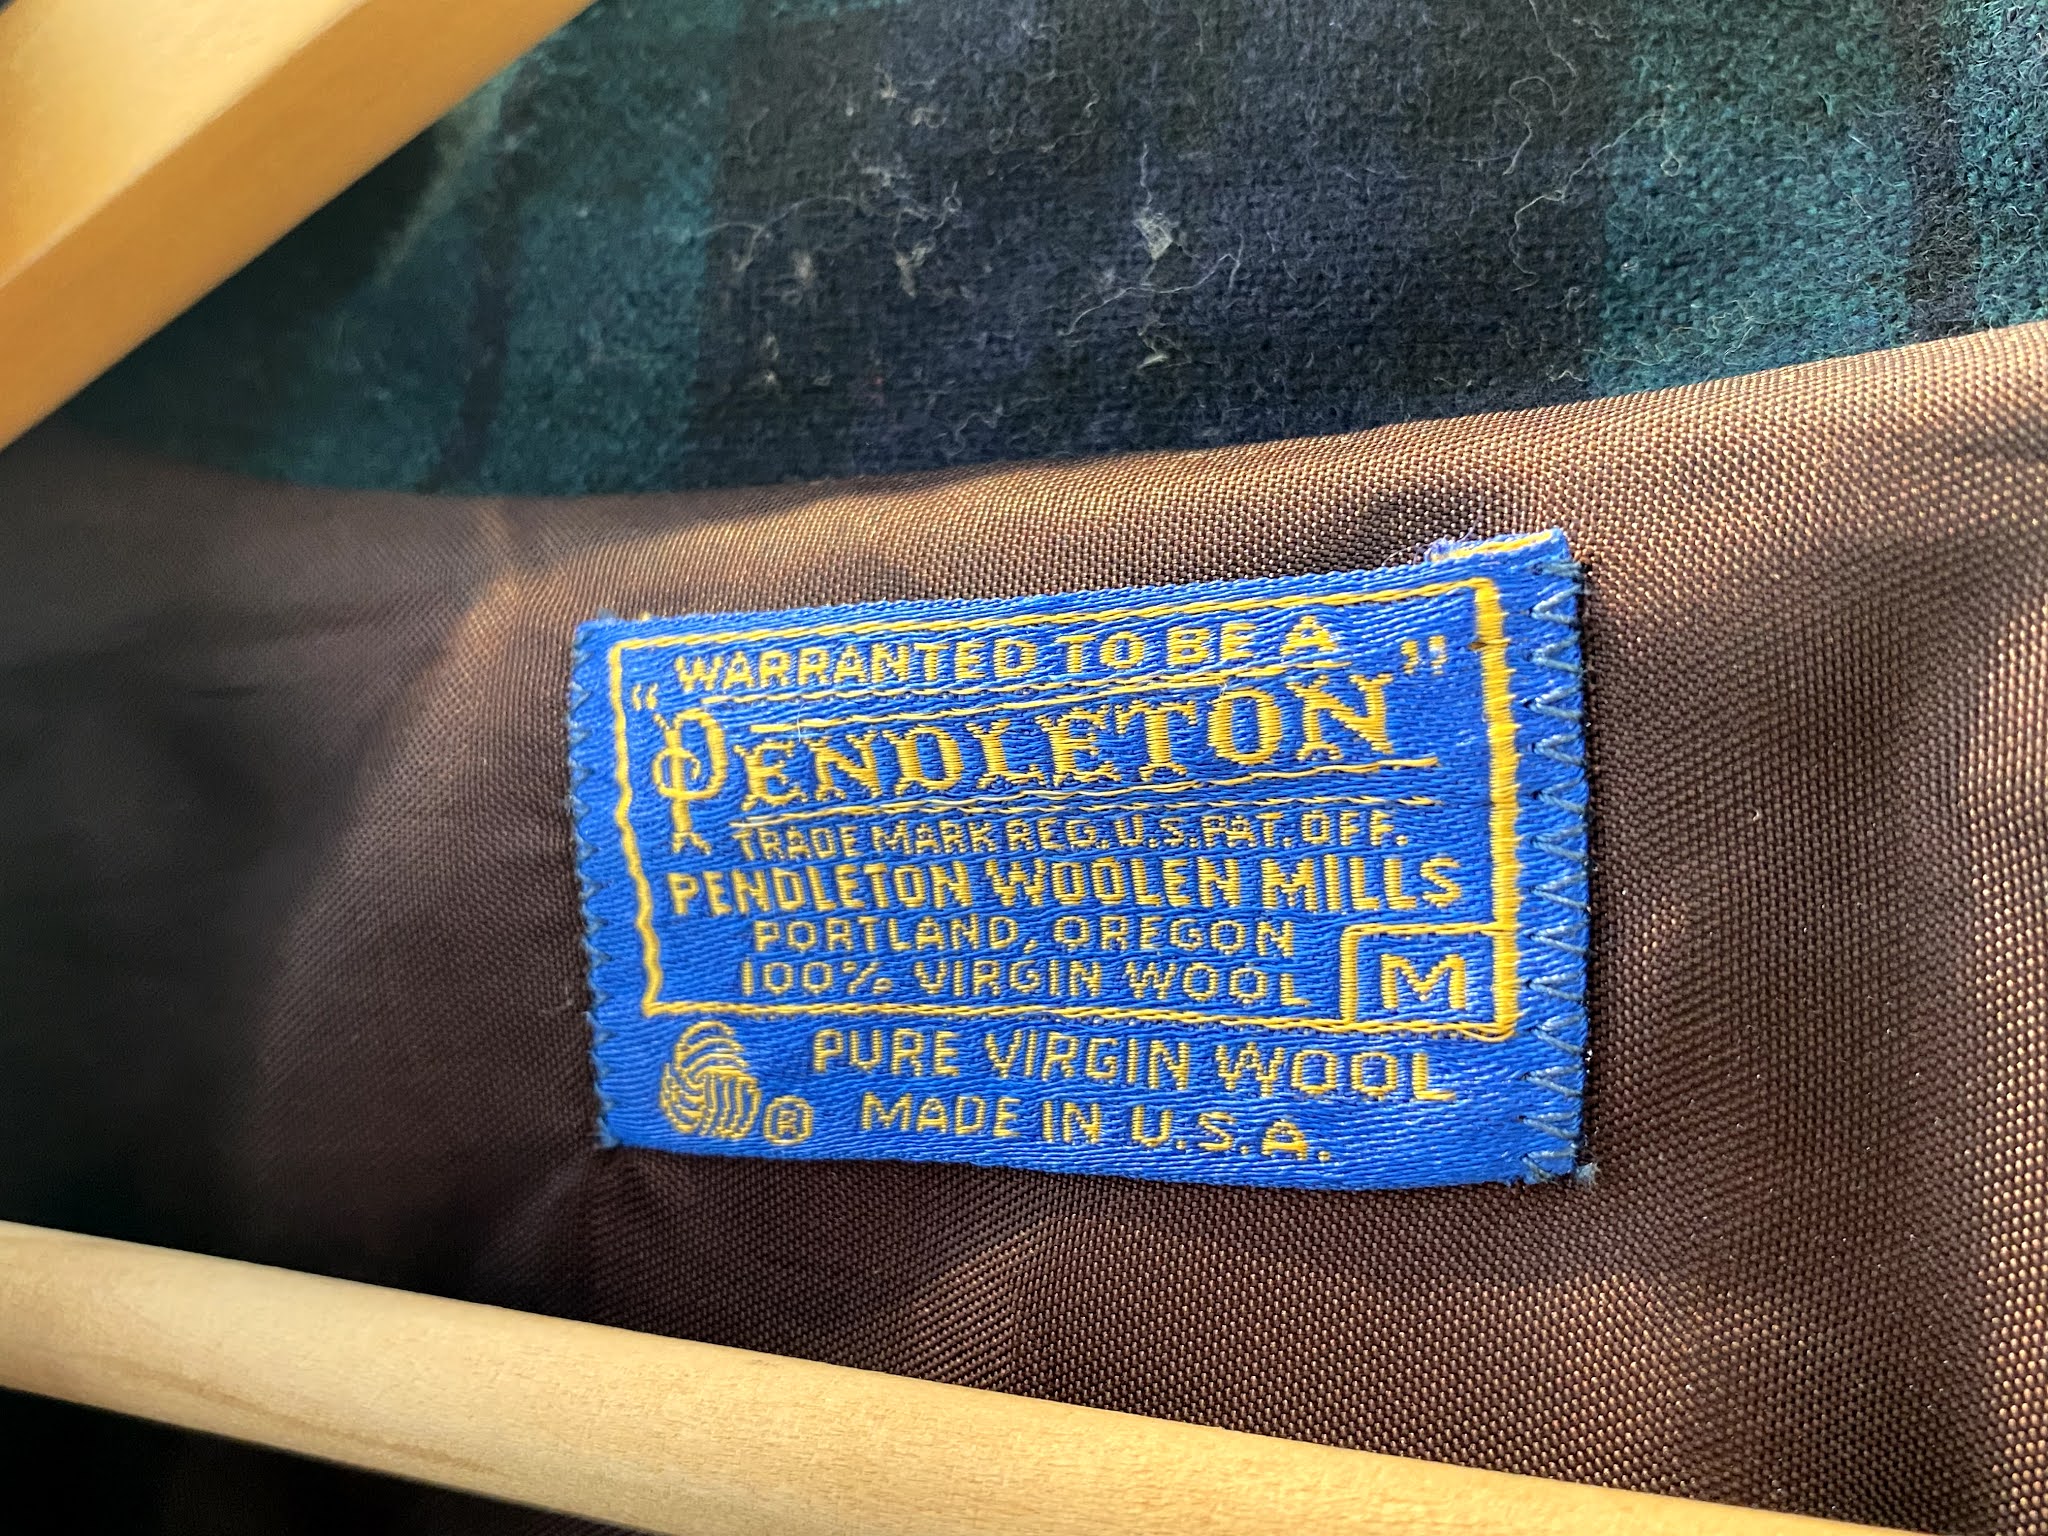 WARRANTED TO BE A
"PENDLETON"
TRADE MARK REG. U.S. PAT. OFF.
PENDLETON WOOLEN MILLS
PORTLAND, OREGON
100% VIRGIN WOOL
M
PURE VIRGIN WOOL
® MADE IN U.S.A.